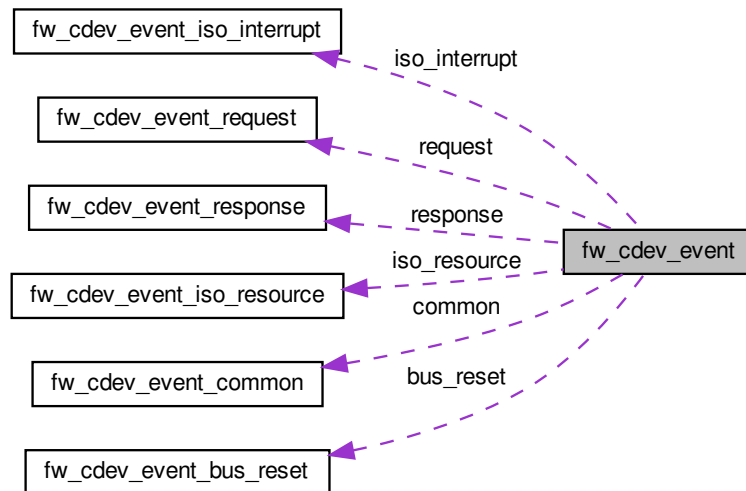 fw_cdev_event_iso_interrupt
iso_interrupt
fw_cdev_event_request
request
fw_cdev_event_response
response
fw_cdev_event
iso_resource
fw_cdev_event_iso_resource
common
fw_cdev_event_common
bus_reset
fw_cdev_event_bus_reset